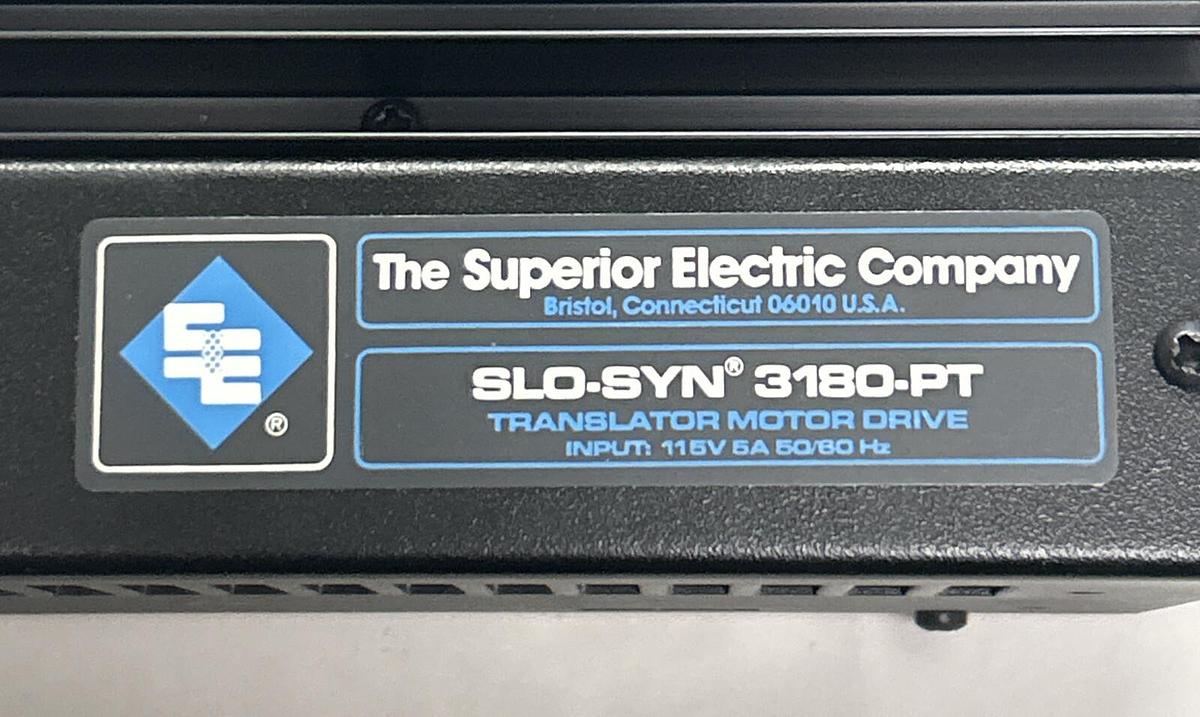 The Superior Electric Company
Bristol, Connecticut 06010 U.S.A.
SLO-SYN® 3180-PT
TRANSLATOR MOTOR DRIVE
INPUT: 115V 5A 50/60 Hz
®